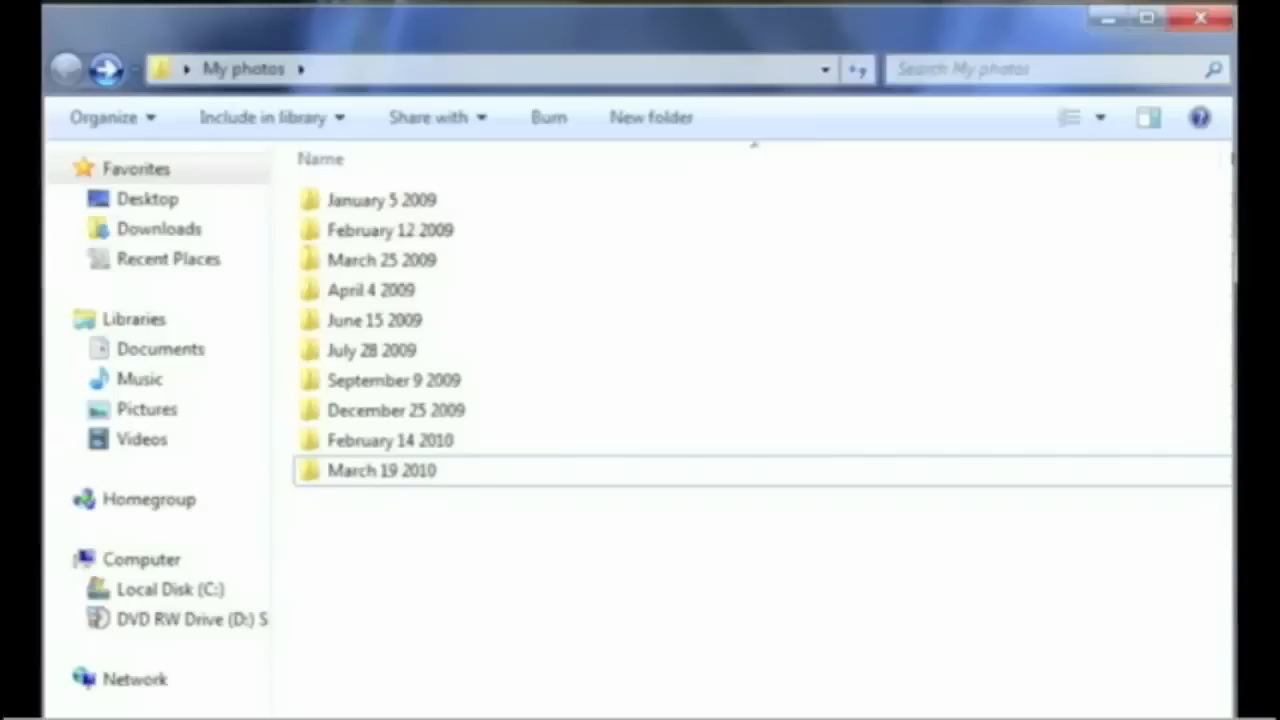 My photos
Search My photos
Organize
Include in library
Share with
Burn
New folder
Favorites
Desktop
Downloads
Recent Places
Libraries
Documents
Music
Pictures
Videos
Homegroup
Computer
Local Disk (C:)
DVD RW Drive (D:) S
Network
Name
January 5 2009
February 12 2009
March 25 2009
April 4 2009
June 15 2009
July 28 2009
September 9 2009
December 25 2009
February 14 2010
March 19 2010